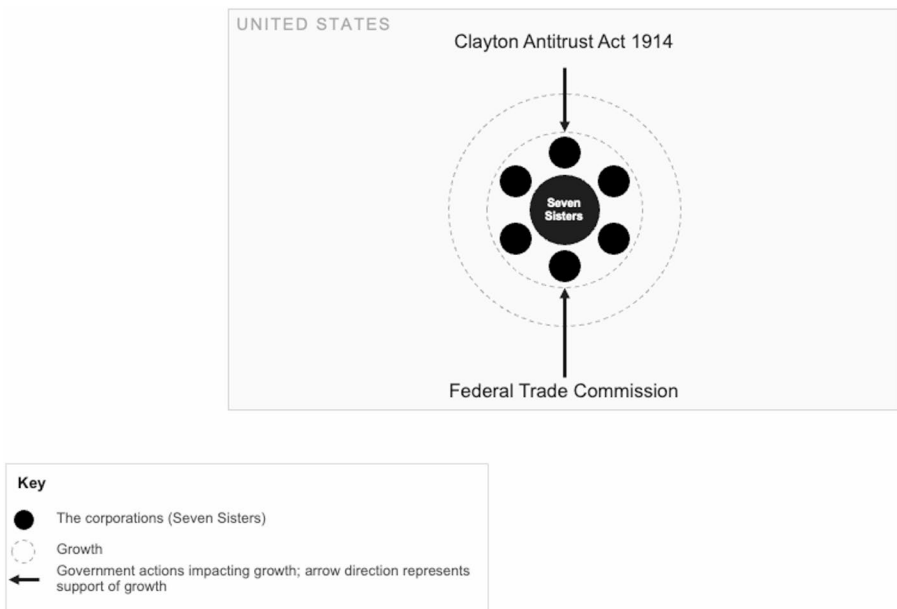 UNITED STATES
Clayton Antitrust Act 1914
Seven
Sisters
Federal Trade Commission
Key
The corporations (Seven Sisters)
Growth
Government actions impacting growth; arrow direction represents
support of growth